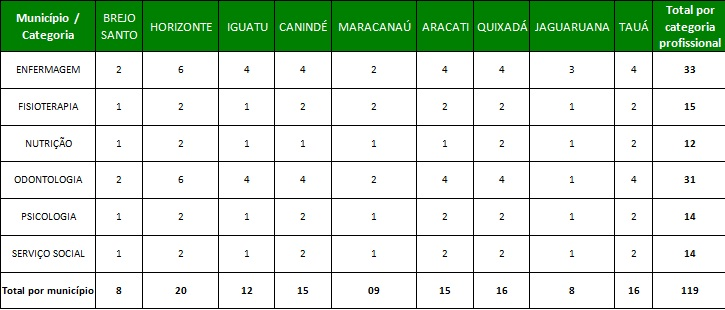 Município / Categoria BREJO SANTO HORIZONTE IGUATU CANINDÉ MARACANAÚ ARACATI QUIXADÁ JAGUARUANA TAUÁ Total por categoria profissional
ENFERMAGEM 2 6 4 4 2 4 4 3 4 33
FISIOTERAPIA 1 2 1 2 2 2 2 1 2 15
NUTRIÇÃO 1 2 1 1 1 1 2 1 2 12
ODONTOLOGIA 2 6 4 4 2 4 4 1 4 31
PSICOLOGIA 1 2 1 2 1 2 2 1 2 14
SERVIÇO SOCIAL 1 2 1 2 1 2 2 1 2 14
Total por município 8 20 12 15 09 15 16 8 16 119